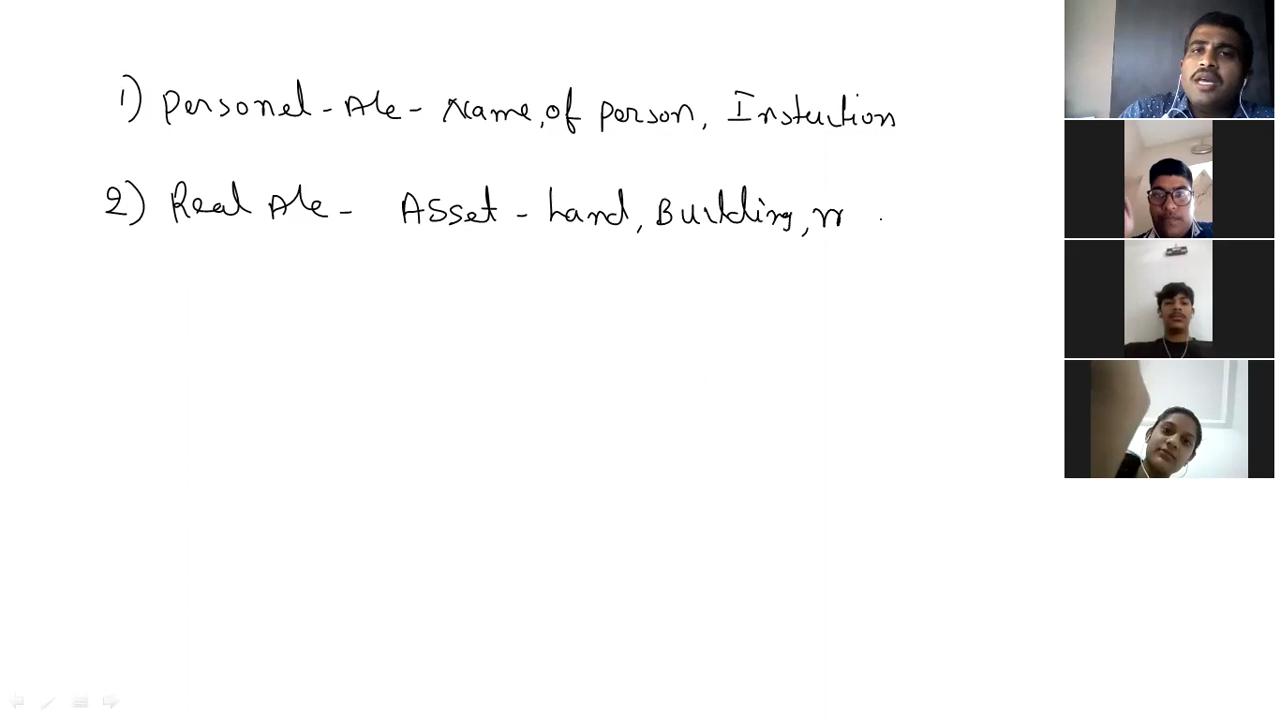 1) Personel - A/c - Name, of person, Instuction
2) Real A/c - Asset - Land, Building,